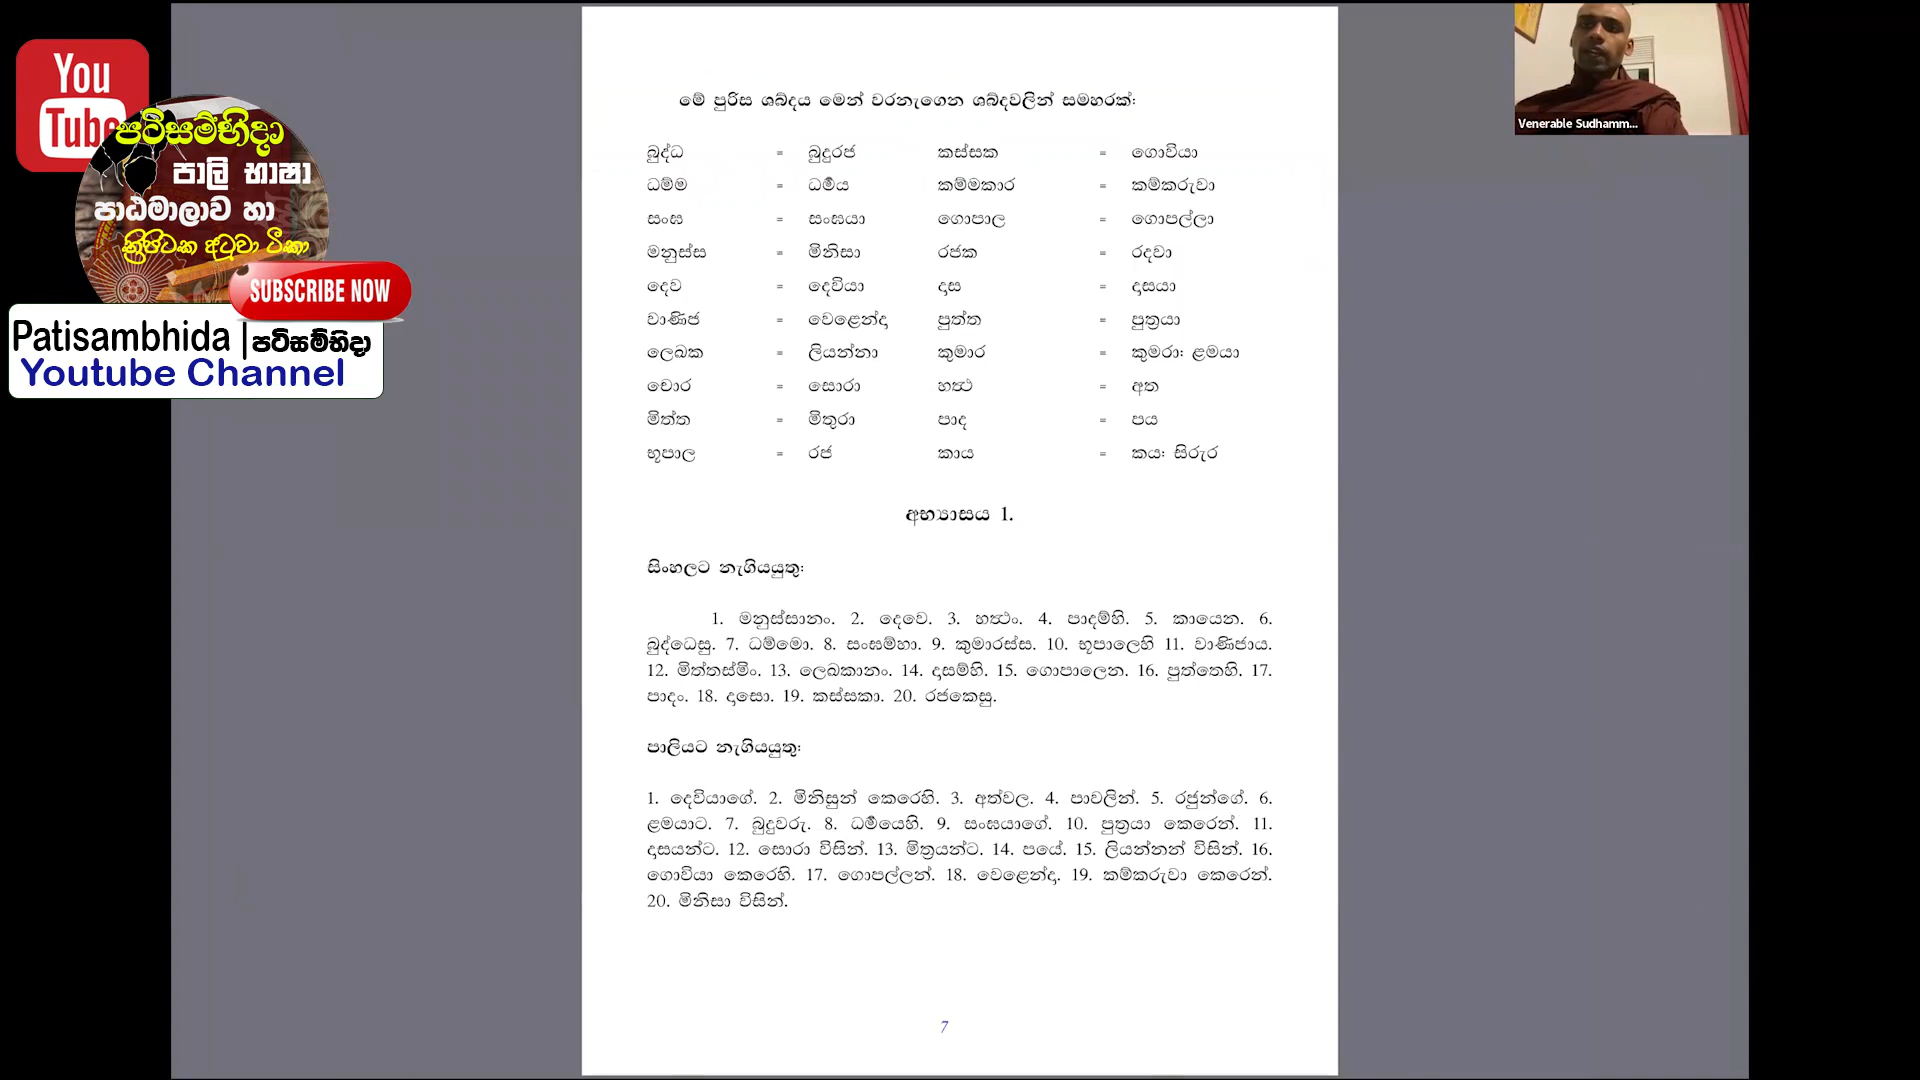 You
Tube
පටිසම්භිදා
පාලි භාෂා
පාඨමාලාව හා
ත්‍රිපිටක අටුවා ටීකා
SUBSCRIBE NOW
Patisambhida | පටිසම්භිදා
Youtube Channel
Venerable Sudhamm...
මේ පුරිස ශබ්දය මෙන් වරනැගෙන ශබ්දවලින් සමහරක්:
බුද්ධ = බුදුරජ කස්සක = ගොවියා
ධම්ම = ධර්‍මය කම්මකාර = කම්කරුවා
සංඝ = සංඝයා ගොපාල = ගොපල්ලා
මනුස්ස = මිනිසා රජක = රදවා
දෙව = දෙවියා දාස = දාසයා
වාණිජ = වෙළෙන්දා පුත්ත = පුත්‍රයා
ලෙඛක = ලියන්නා කුමාර = කුමරා: ළමයා
චොර = සොරා හත්‍ථ = අත
මිත්ත = මිතුරා පාද = පය
භූපාල = රජ කාය = කය: සිරුර
අභ්‍යාසය 1.
සිංහලට නැගියයුතු:
1. මනුස්සානං. 2. දෙවෙ. 3. හත්‍ථං. 4. පාදම්හි. 5. කායෙන. 6.
බුද්ධෙසු. 7. ධම්මො. 8. සංඝම්හා. 9. කුමාරස්ස. 10. භූපාලෙහි 11. වාණිජාය.
12. මිත්තස්මිං. 13. ලෙඛකානං. 14. දාසම්හි. 15. ගොපාලෙන. 16. පුත්තෙහි. 17.
පාදං. 18. දාසො. 19. කස්සකා. 20. රජකෙසු.
පාලියට නැගියයුතු:
1. දෙවියාගේ. 2. මිනිසුන් කෙරෙහි. 3. අත්වල. 4. පාවලින්. 5. රජුන්ගේ. 6.
ළමයාට. 7. බුදුවරු. 8. ධර්‍මයෙහි. 9. සංඝයාගේ. 10. පුත්‍රයා කෙරෙන්. 11.
දාසයන්ට. 12. සොරා විසින්. 13. මිත්‍රයන්ට. 14. පයේ. 15. ලියන්නන් විසින්. 16.
ගොවියා කෙරෙහි. 17. ගොපල්ලන්. 18. වෙළෙන්දා. 19. කම්කරුවා කෙරෙන්.
20. මිනිසා විසින්.
7